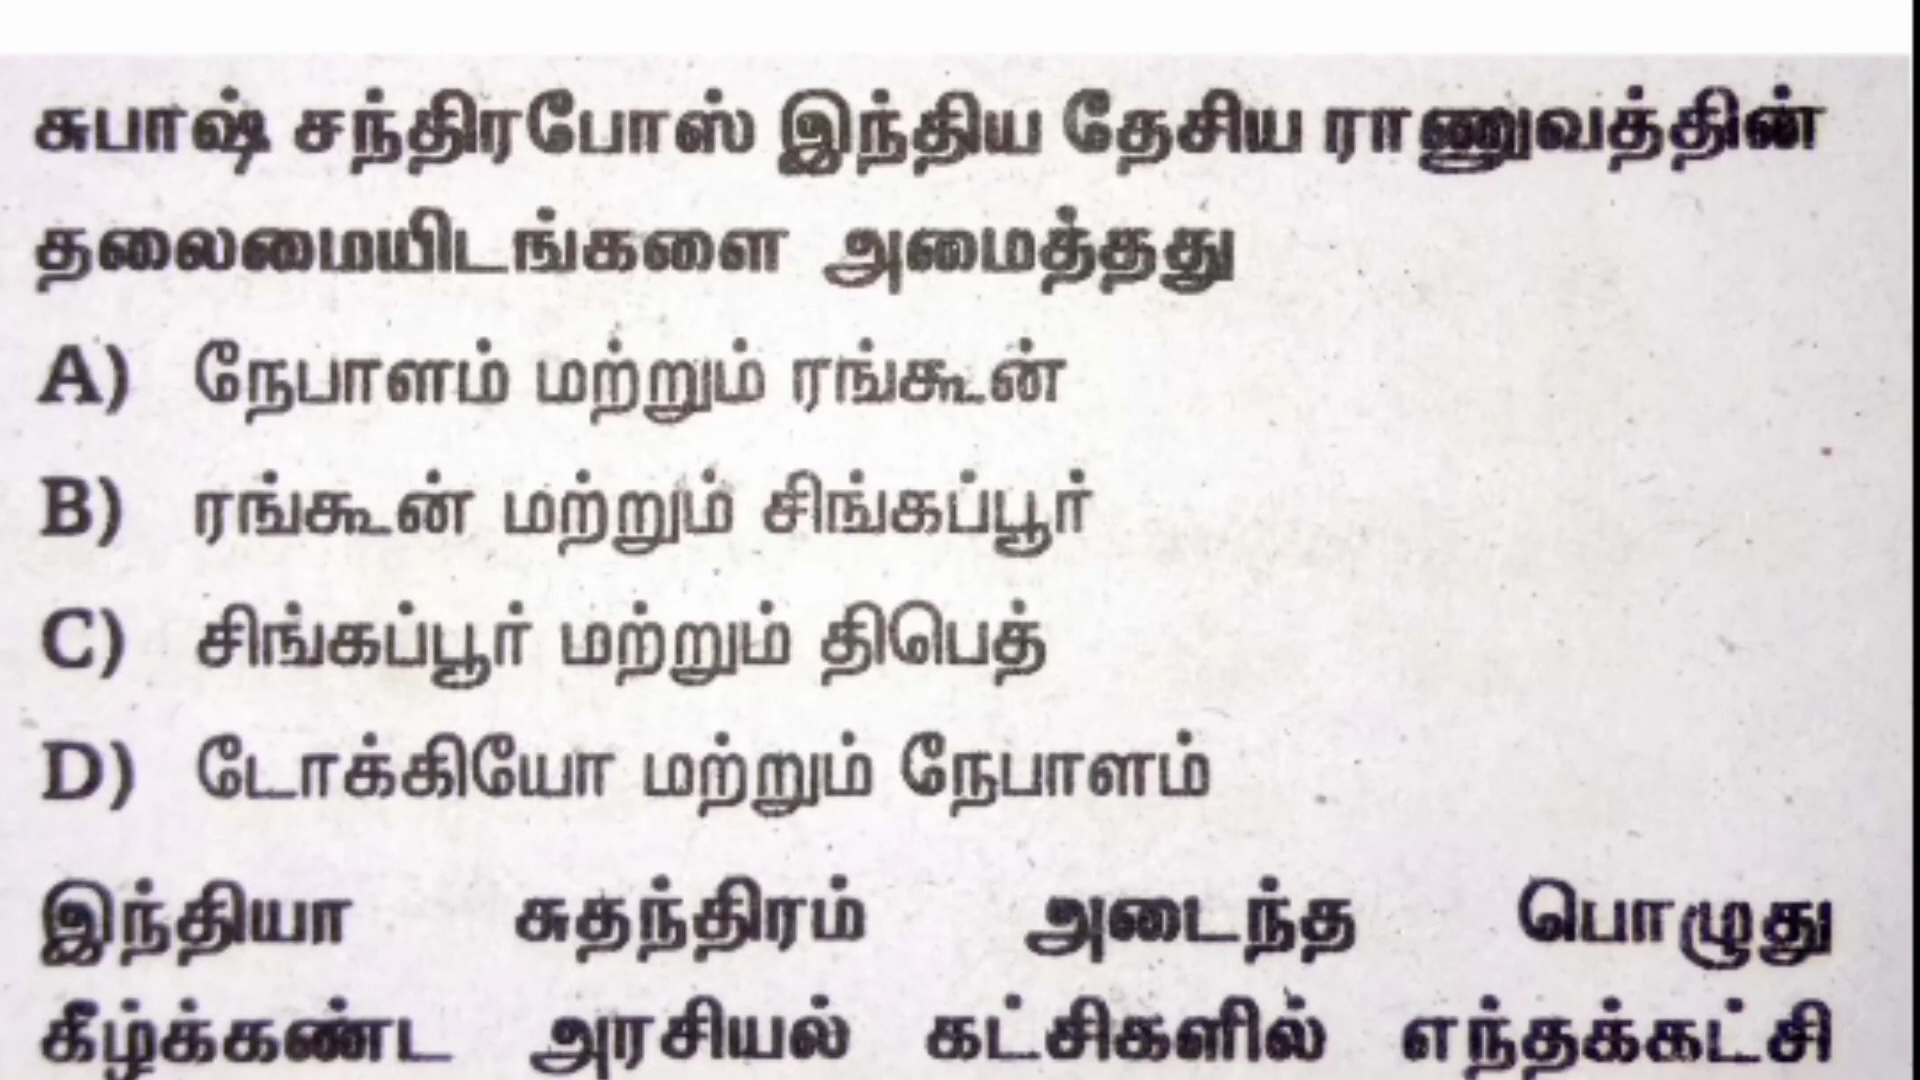 சுபாஷ் சந்திரபோஸ் இந்திய தேசிய ராணுவத்தின்
தலைமையிடங்களை அமைத்தது
A) நேபாளம் மற்றும் ரங்கூன்
B) ரங்கூன் மற்றும் சிங்கப்பூர்
C) சிங்கப்பூர் மற்றும் திபெத்
D) டோக்கியோ மற்றும் நேபாளம்
இந்தியா சுதந்திரம் அடைந்த பொழுது
கீழ்க்கண்ட அரசியல் கட்சிகளில் எந்தக்கட்சி